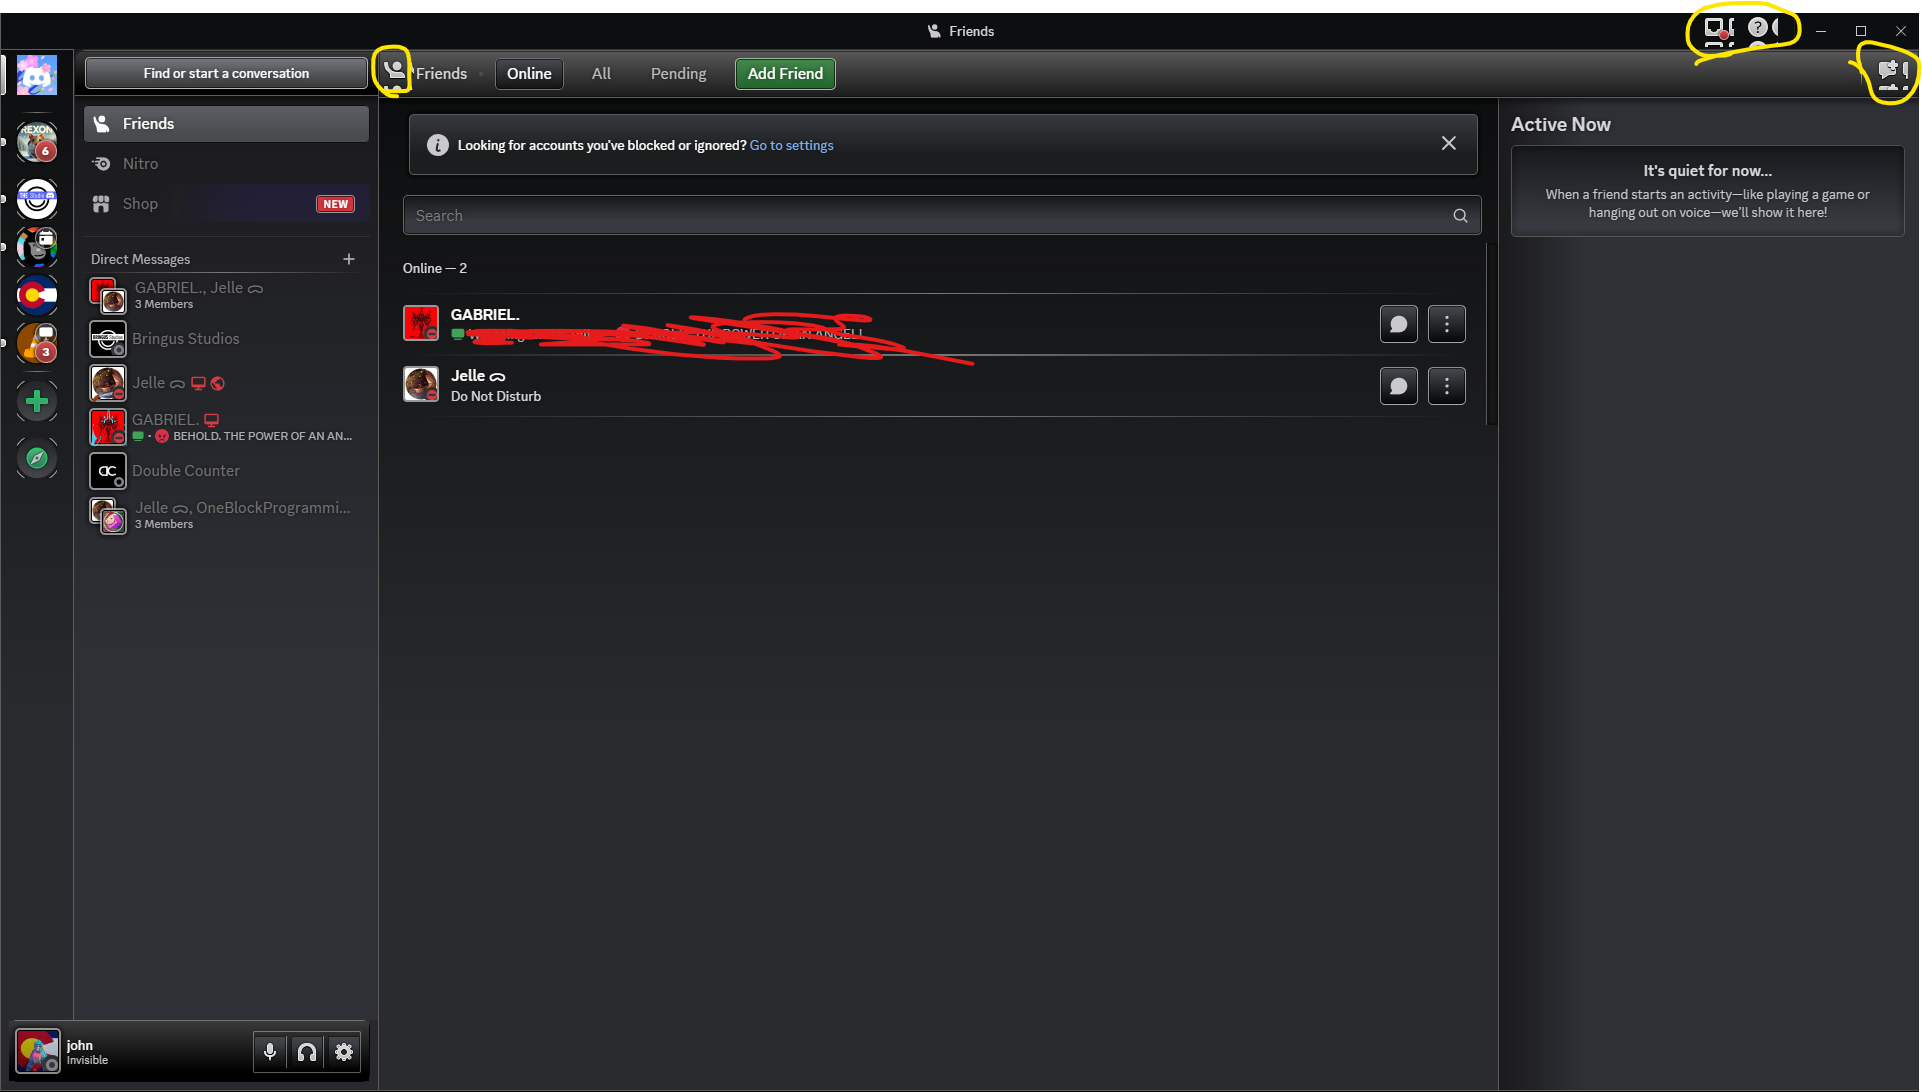 Friends
Find or start a conversation
Friends
Online
All
Pending
Add Friend
Friends
Nitro
Shop
NEW
Direct Messages
GABRIEL., Jelle
3 Members
Bringus Studios
Jelle
GABRIEL.
BEHOLD. THE POWER OF AN AN...
Double Counter
Jelle , OneBlockProgrammi...
3 Members
6
3
john
Invisible
Looking for accounts you've blocked or ignored? Go to settings
Search
Online — 2
GABRIEL.
Jelle
Do Not Disturb
Active Now
It's quiet for now...
When a friend starts an activity—like playing a game or
hanging out on voice—we'll show it here!